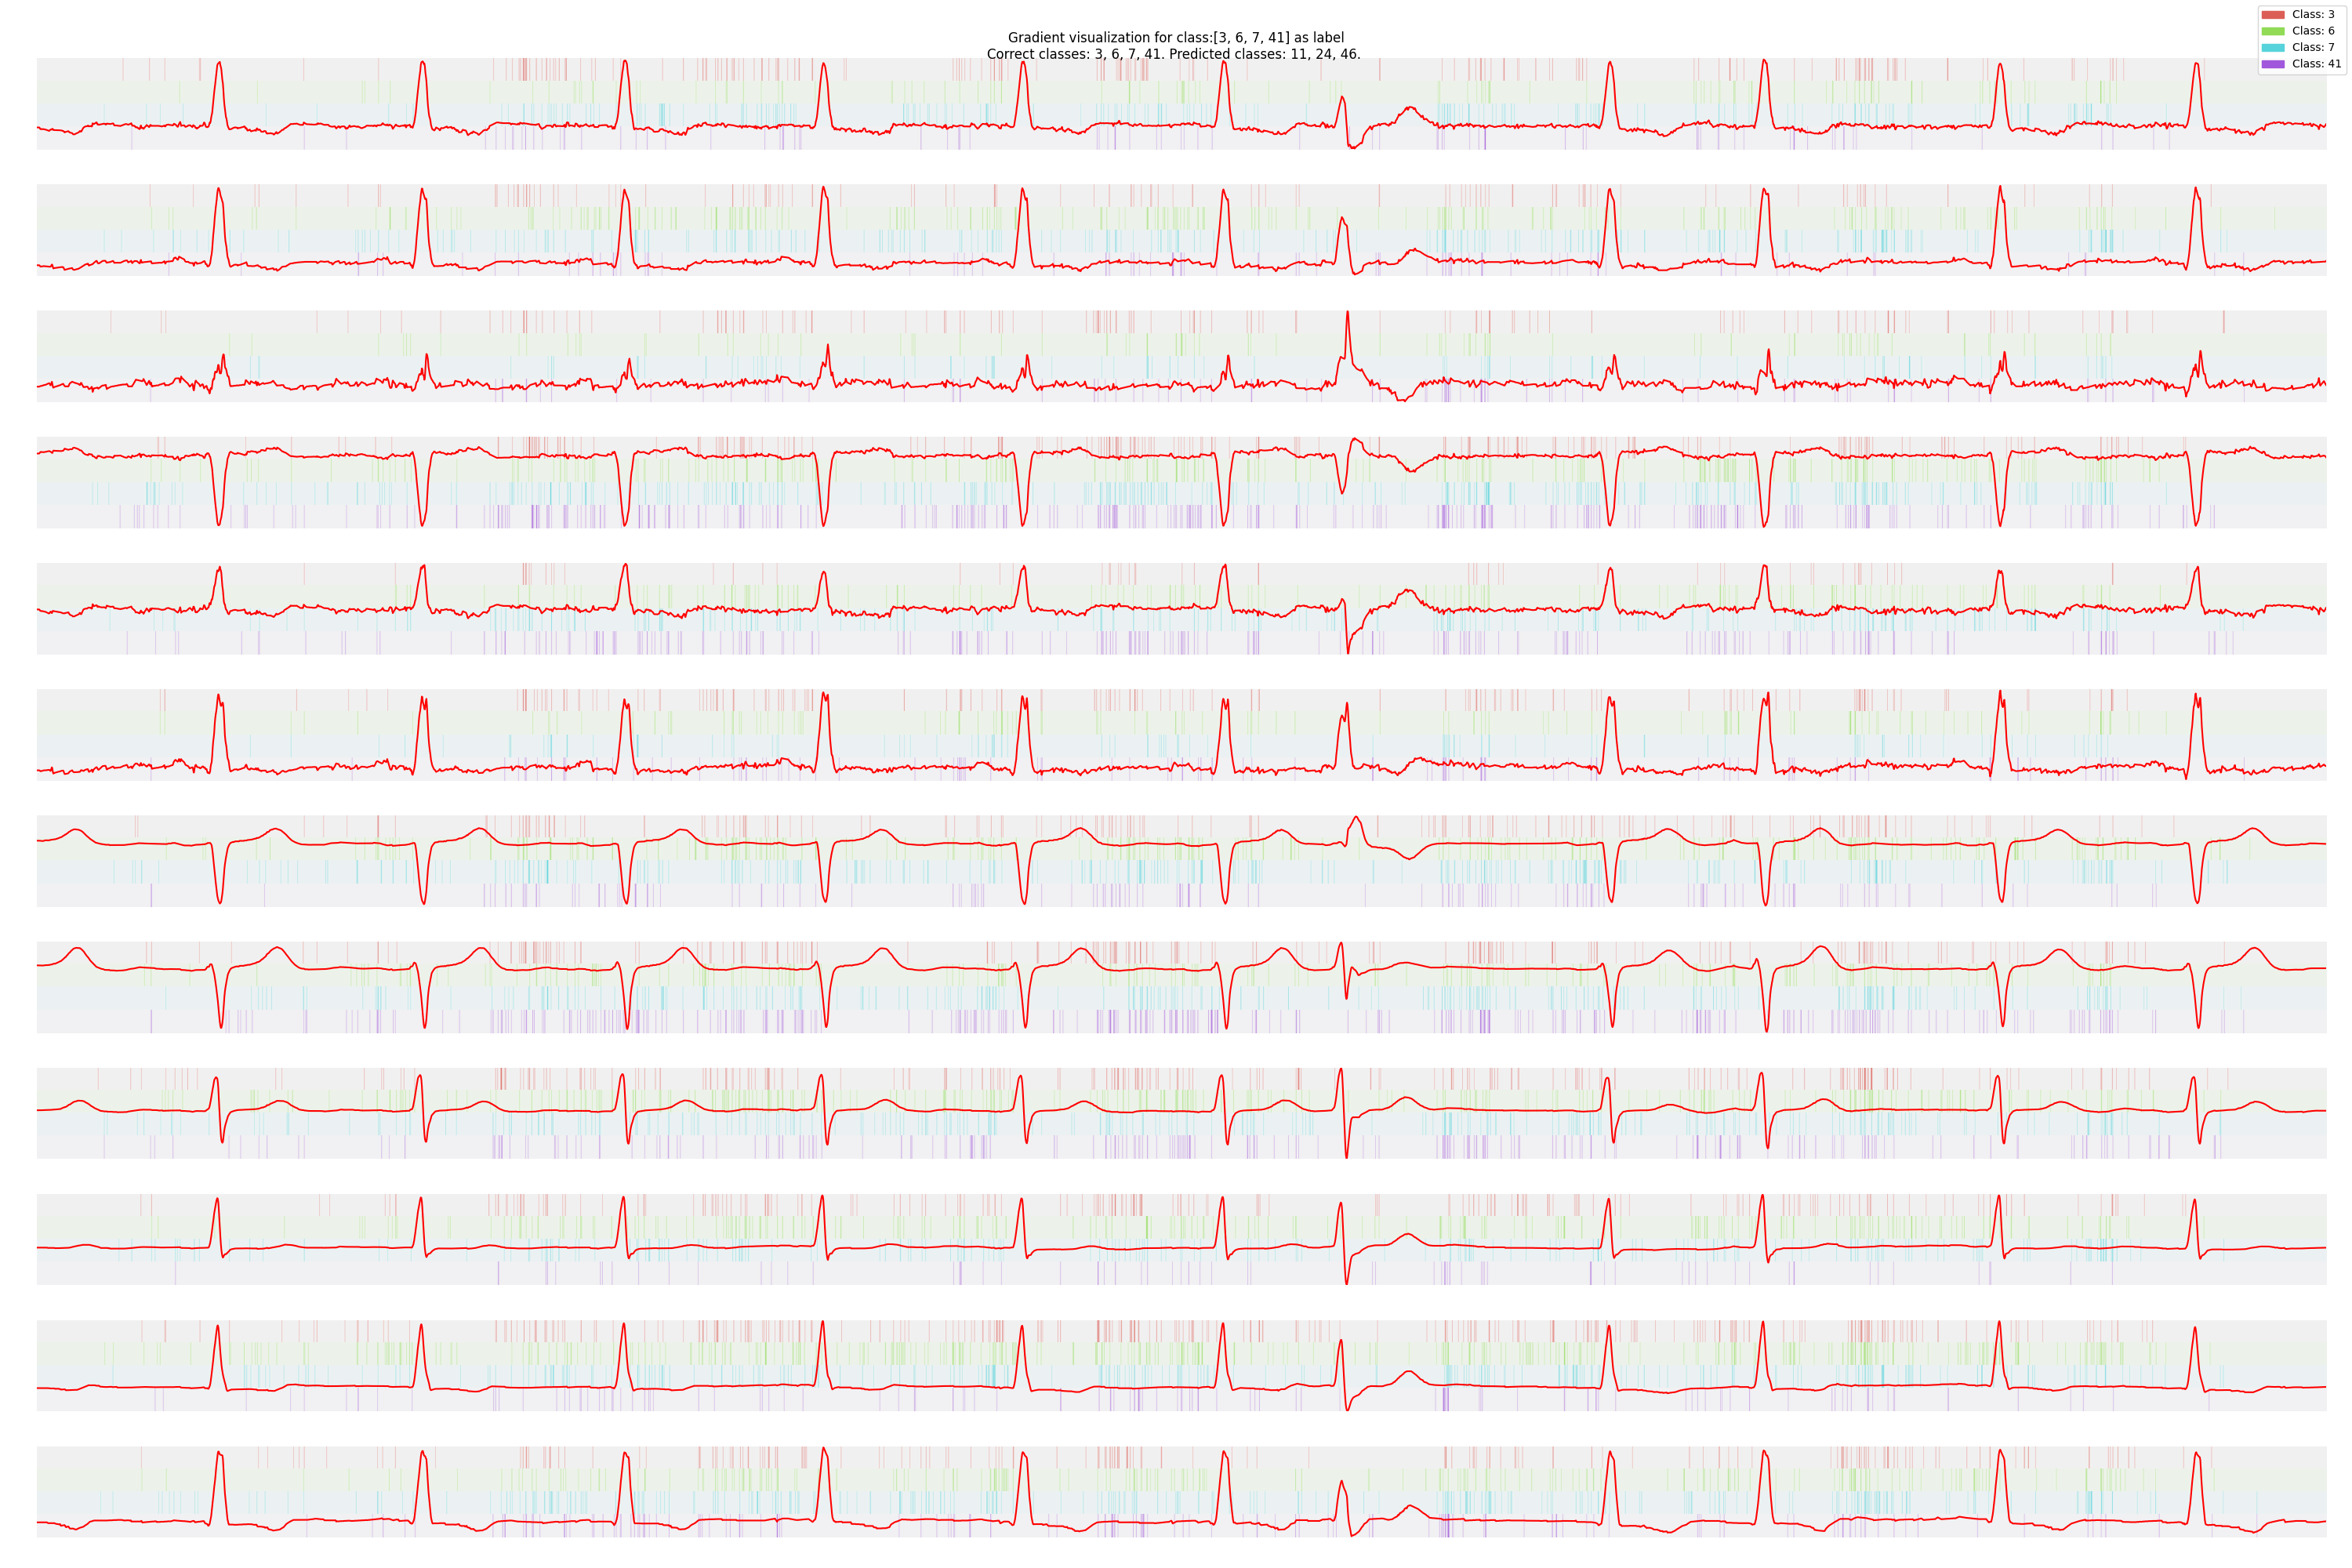 Gradient visualization for class:[3, 6, 7, 41] as label
Correct classes: 3, 6, 7, 41. Predicted classes: 11, 24, 46.
Class: 3
Class: 6
Class: 7
Class: 41